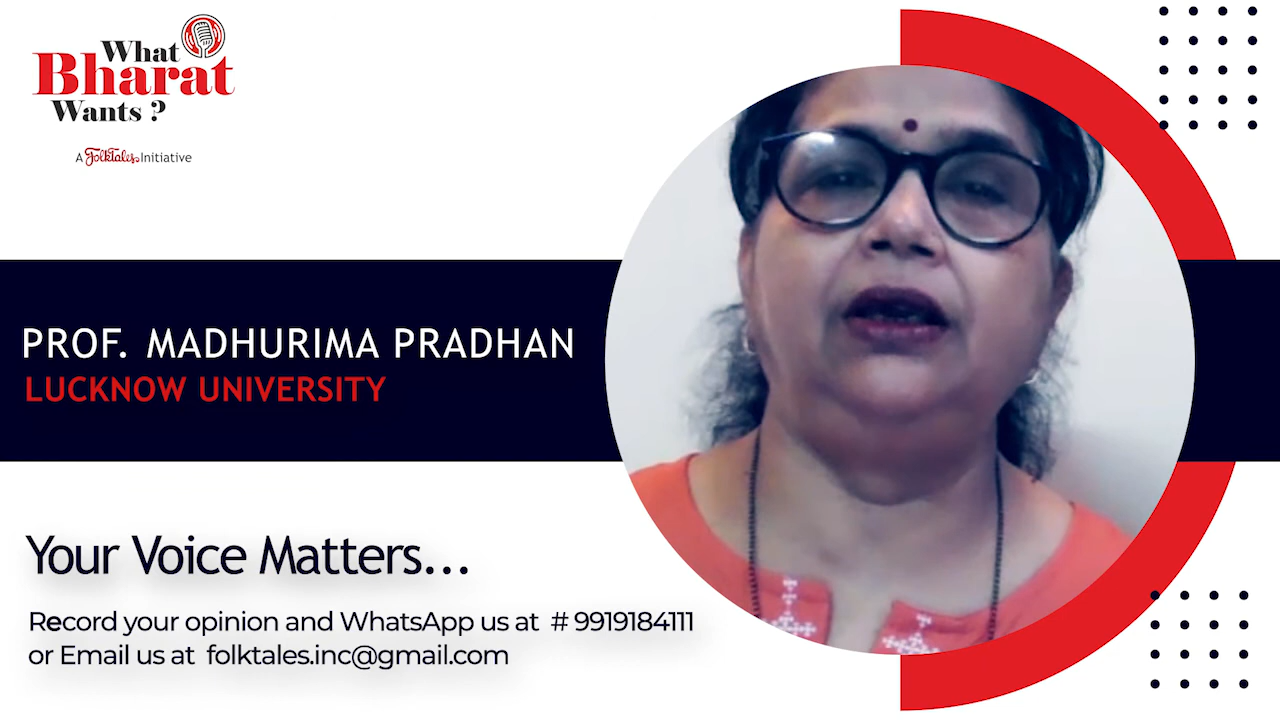 What
Bharat
Wants ?
A FolkTales Initiative
PROF. MADHURIMA PRADHAN
LUCKNOW UNIVERSITY
Your Voice Matters...
Record your opinion and WhatsApp us at # 9919184111
or Email us at folktales.inc@gmail.com